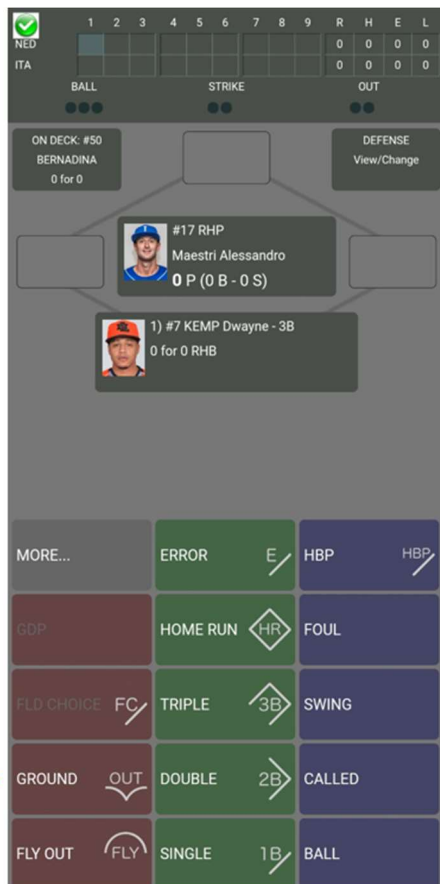 1 2 3 4 5 6 7 8 9 R H E L
NED 0 0 0 0
ITA 0 0 0 0
BALL STRIKE OUT
ON DECK: #50
BERNADINA
0 for 0
DEFENSE
View/Change
#17 RHP
Maestri Alessandro
0 P (0 B - 0 S)
1) #7 KEMP Dwayne - 3B
0 for 0 RHB
MORE... ERROR E HBP HBP
GDP HOME RUN HR FOUL
FLD CHOICE FC TRIPLE 3B SWING
GROUND OUT DOUBLE 2B CALLED
FLY OUT FLY SINGLE 1B BALL